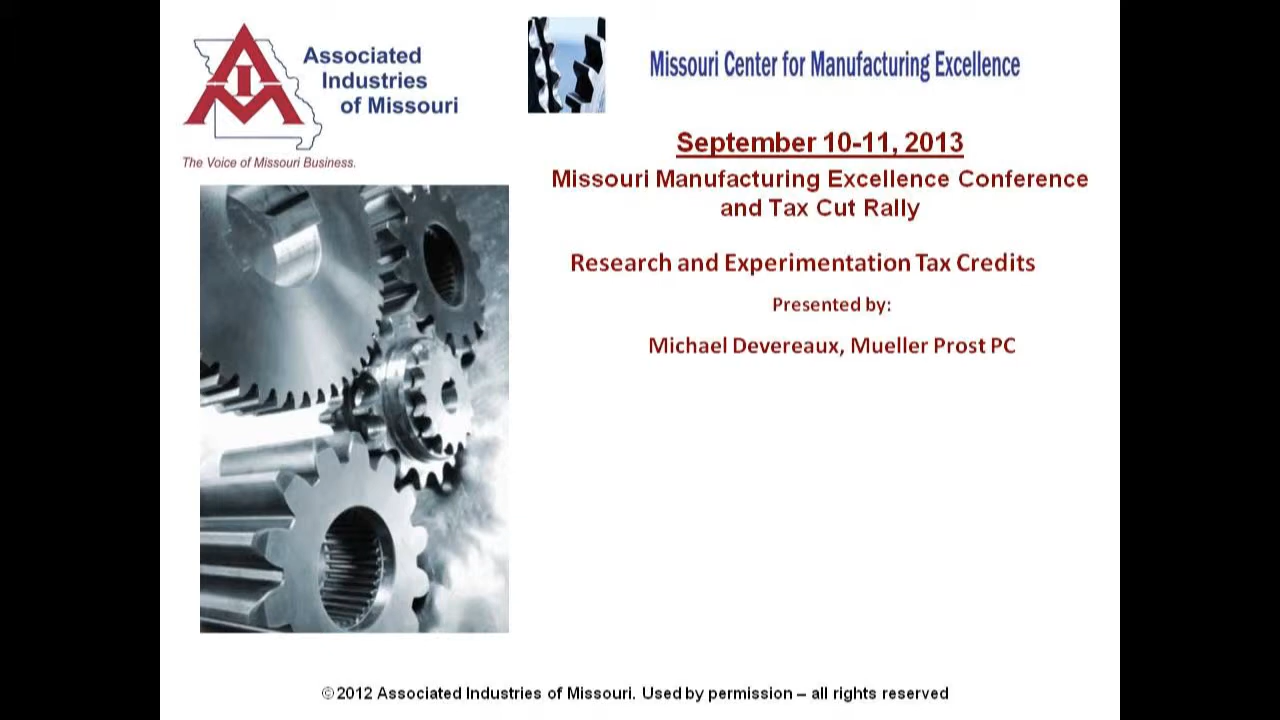 AIM
Associated
Industries
of Missouri
The Voice of Missouri Business.
Missouri Center for Manufacturing Excellence
September 10-11, 2013
Missouri Manufacturing Excellence Conference
and Tax Cut Rally
Research and Experimentation Tax Credits
Presented by:
Michael Devereaux, Mueller Prost PC
©2012 Associated Industries of Missouri. Used by permission – all rights reserved